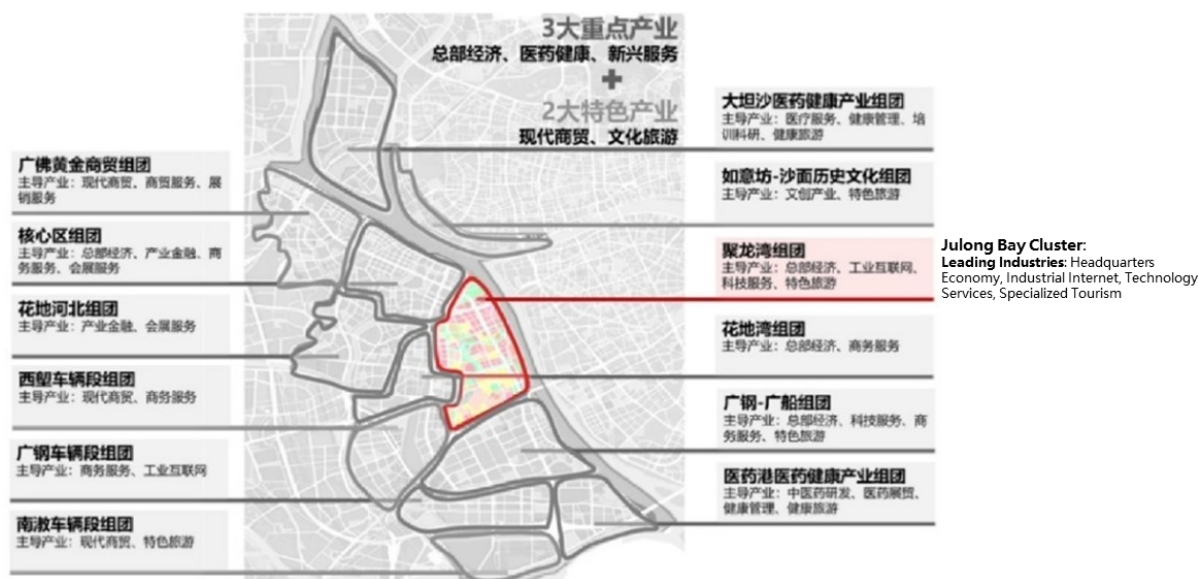 3大重点产业
总部经济、医药健康、新兴服务
+
2大特色产业
现代商贸、文化旅游
广佛黄金商贸组团
主导产业：现代商贸、商贸服务、展
销服务
核心区组团
主导产业：总部经济、产业金融、商
务服务、会展服务
花地河北组团
主导产业：产业金融、会展服务
西塱车辆段组团
主导产业：现代商贸、商务服务
广钢车辆段组团
主导产业：商务服务、工业互联网
南漖车辆段组团
主导产业：现代商贸、特色旅游
大坦沙医药健康产业组团
主导产业：医疗服务、健康管理、培
训科研、健康旅游
如意坊-沙面历史文化组团
主导产业：文创产业、特色旅游
聚龙湾组团
主导产业：总部经济、工业互联网、
科技服务、特色旅游
Julong Bay Cluster:
Leading Industries: Headquarters
Economy, Industrial Internet, Technology
Services, Specialized Tourism
花地湾组团
主导产业：总部经济、商务服务
广钢-广船组团
主导产业：总部经济、科技服务、商
务服务、特色旅游
医药港医药健康产业组团
主导产业：中医药研发、医药展贸、
健康管理、健康旅游